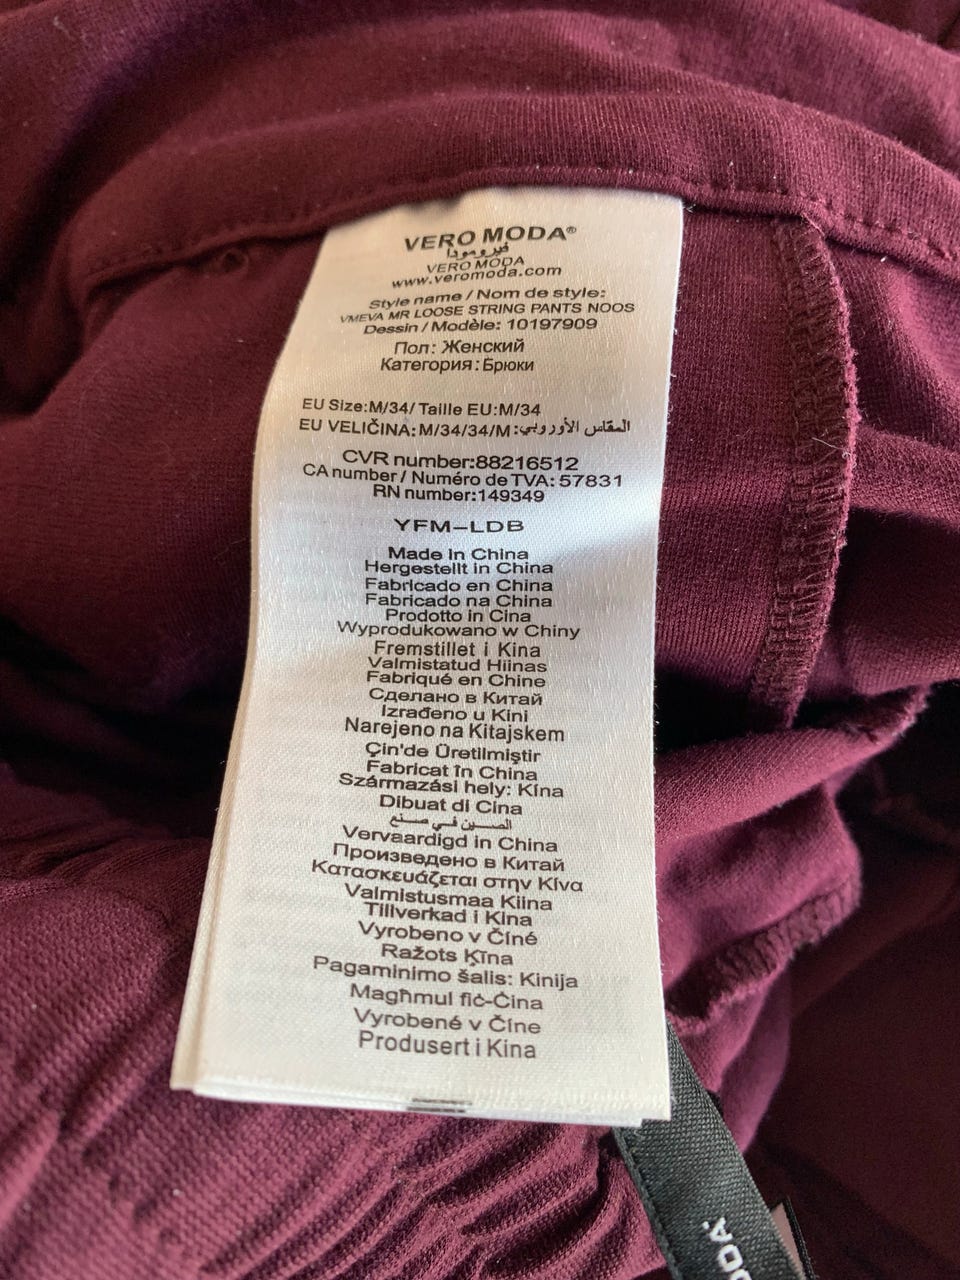 VERO MODA®
فيرومودا
VERO MODA
www.veromoda.com
Style name / Nom de style:
VMEVA MR LOOSE STRING PANTS NOOS
Dessin / Modèle: 10197909
Пол: Женский
Категория: Брюки
EU Size:M/34/ Taille EU:M/34
EU VELIČINA: M/34/34/M:المقاس الأوروبي
CVR number:88216512
CA number / Numéro de TVA: 57831
RN number:149349
YFM-LDB
Made in China
Hergestellt in China
Fabricado en China
Fabricado na China
Prodotto in Cina
Wyprodukowano w Chiny
Fremstillet i Kina
Valmistatud Hiinas
Fabriqué en Chine
Сделано в Китай
Izrađeno u Kini
Narejeno na Kitajskem
Çin'de Üretilmiştir
Fabricat în China
Származási hely: Kína
Dibuat di Cina
الصين في صنع
Vervaardigd in China
Произведено в Китай
Κατασκευάζεται στην Κίνα
Valmistusmaa Kiina
Tillverkad i Kina
Vyrobeno v Číně
Ražots Ķīna
Pagaminimo šalis: Kinija
Magħmul fiċ-Ċina
Vyrobené v Číne
Produsert i Kina
ODA